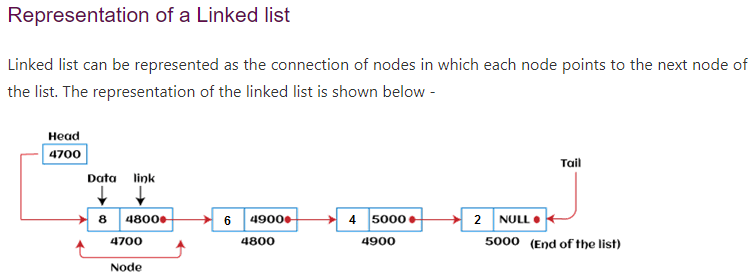 Representation of a Linked list
Linked list can be represented as the connection of nodes in which each node points to the next node of
the list. The representation of the linked list is shown below -
Head
4700
Tail
Data link
8 4800 6 4900 4 5000 2 NULL
4700 4800 4900 5000 (End of the list)
Node